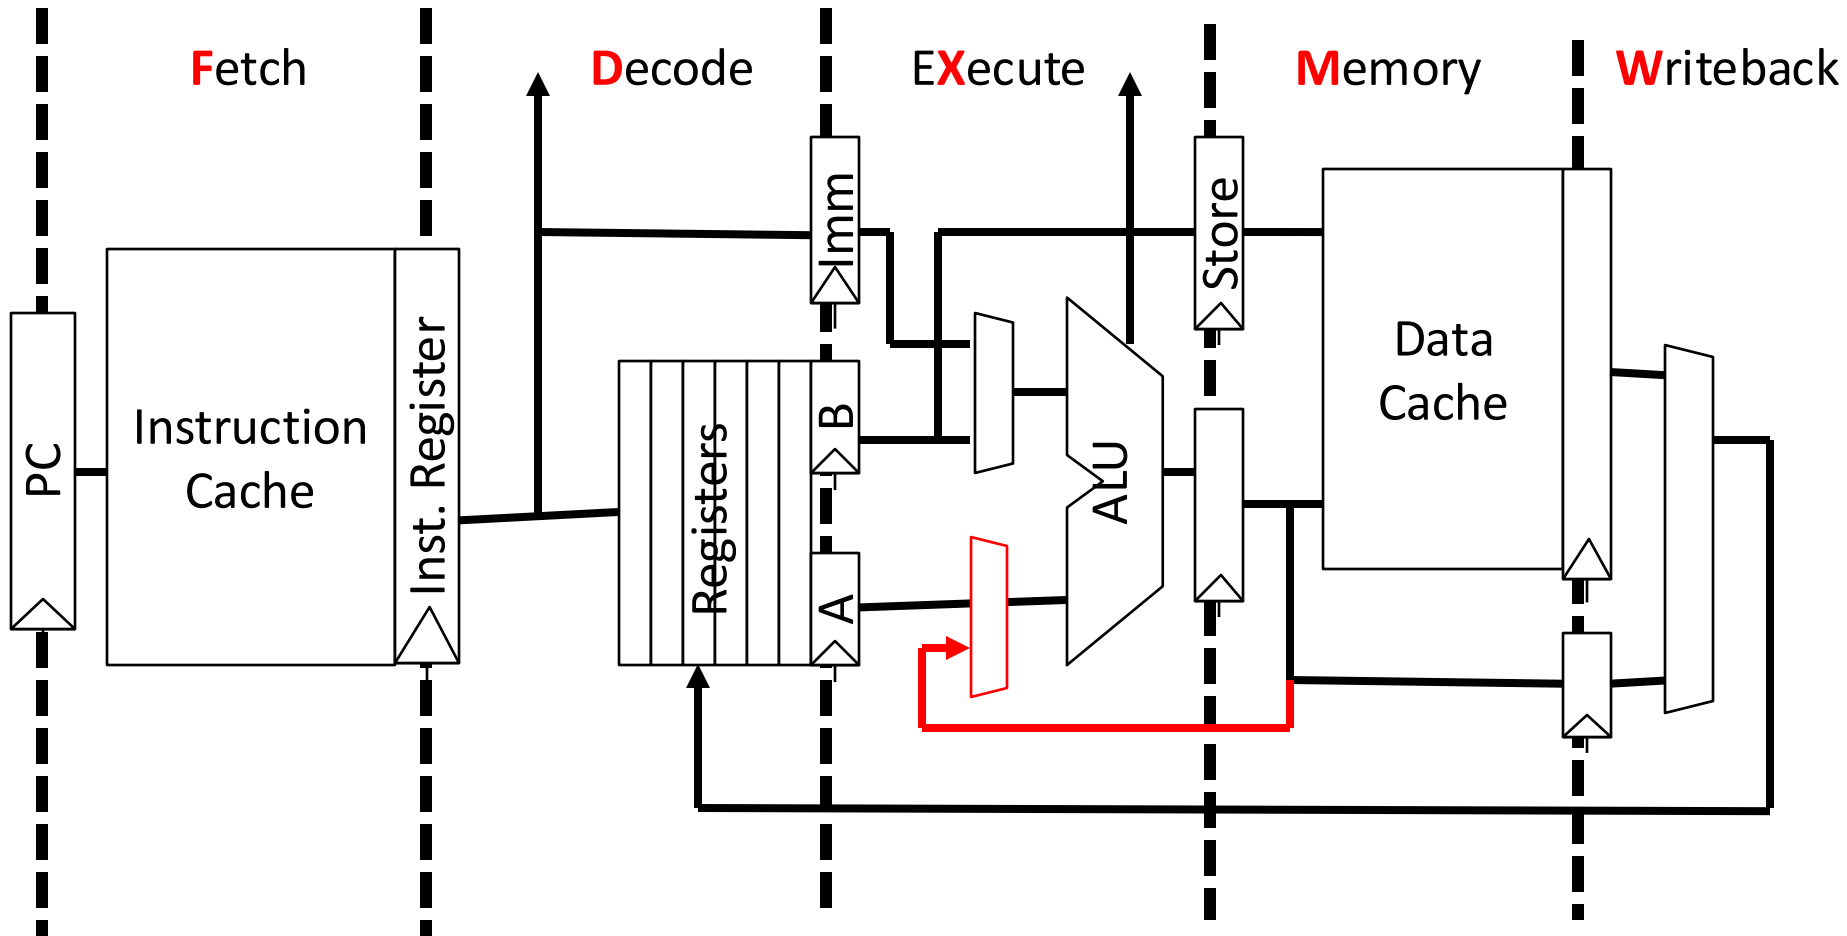 Fetch
Decode
EXecute
Memory
Writeback
PC
Instruction
Cache
Inst. Register
Registers
Imm
B
A
ALU
Store
Data
Cache